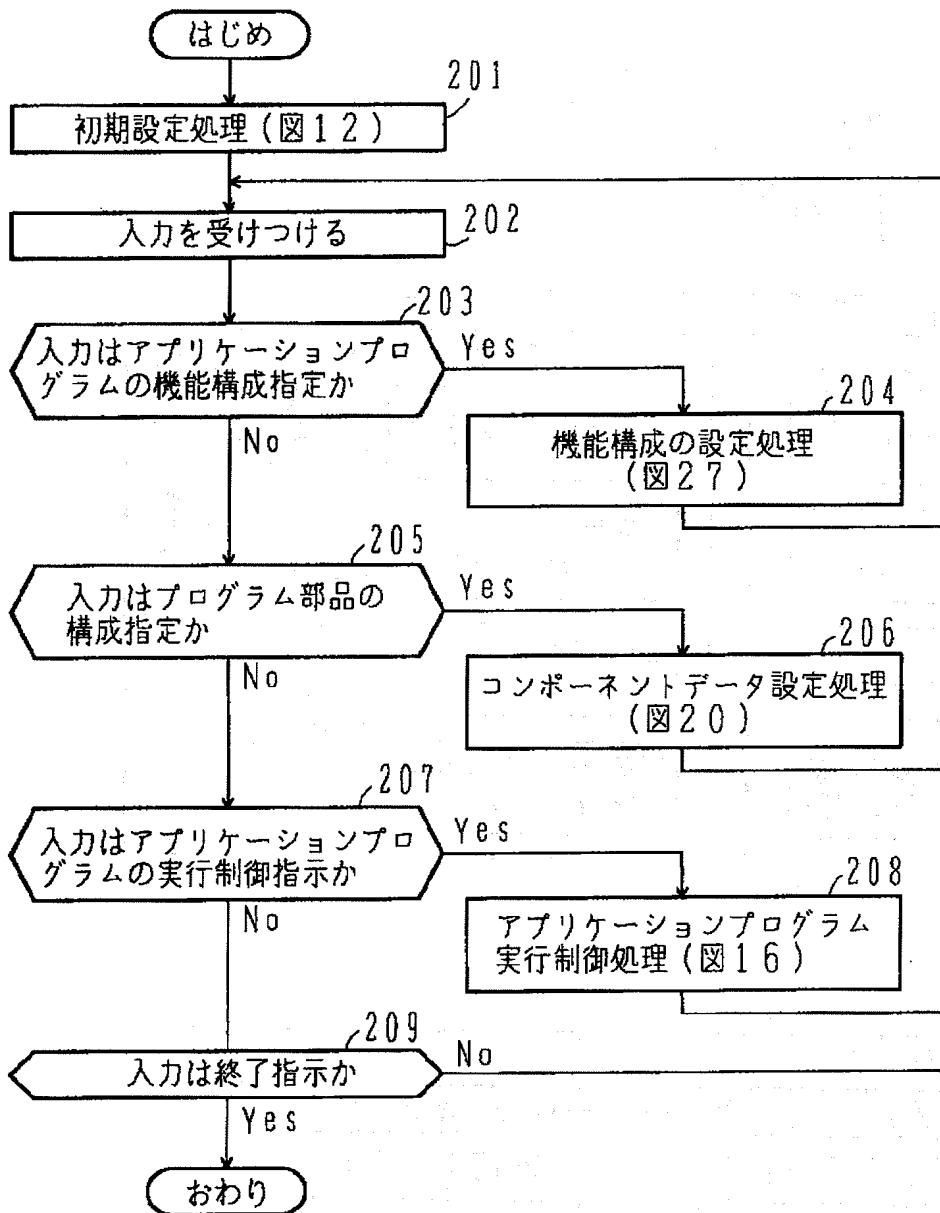 はじめ
201
初期設定処理(図12)
入力を受けつける
202
203
入力はアプリケーションプロ
グラムの機能構成指定か
Yes
No
204
機能構成の設定処理
(図27)
205
入力はプログラム部品の
構成指定か
Yes
No
206
コンポーネントデータ設定処理
(図20)
207
入力はアプリケーションプロ
グラムの実行制御指示か
Yes
No
208
アプリケーションプログラム
実行制御処理(図16)
209
入力は終了指示か
No
Yes
おわり